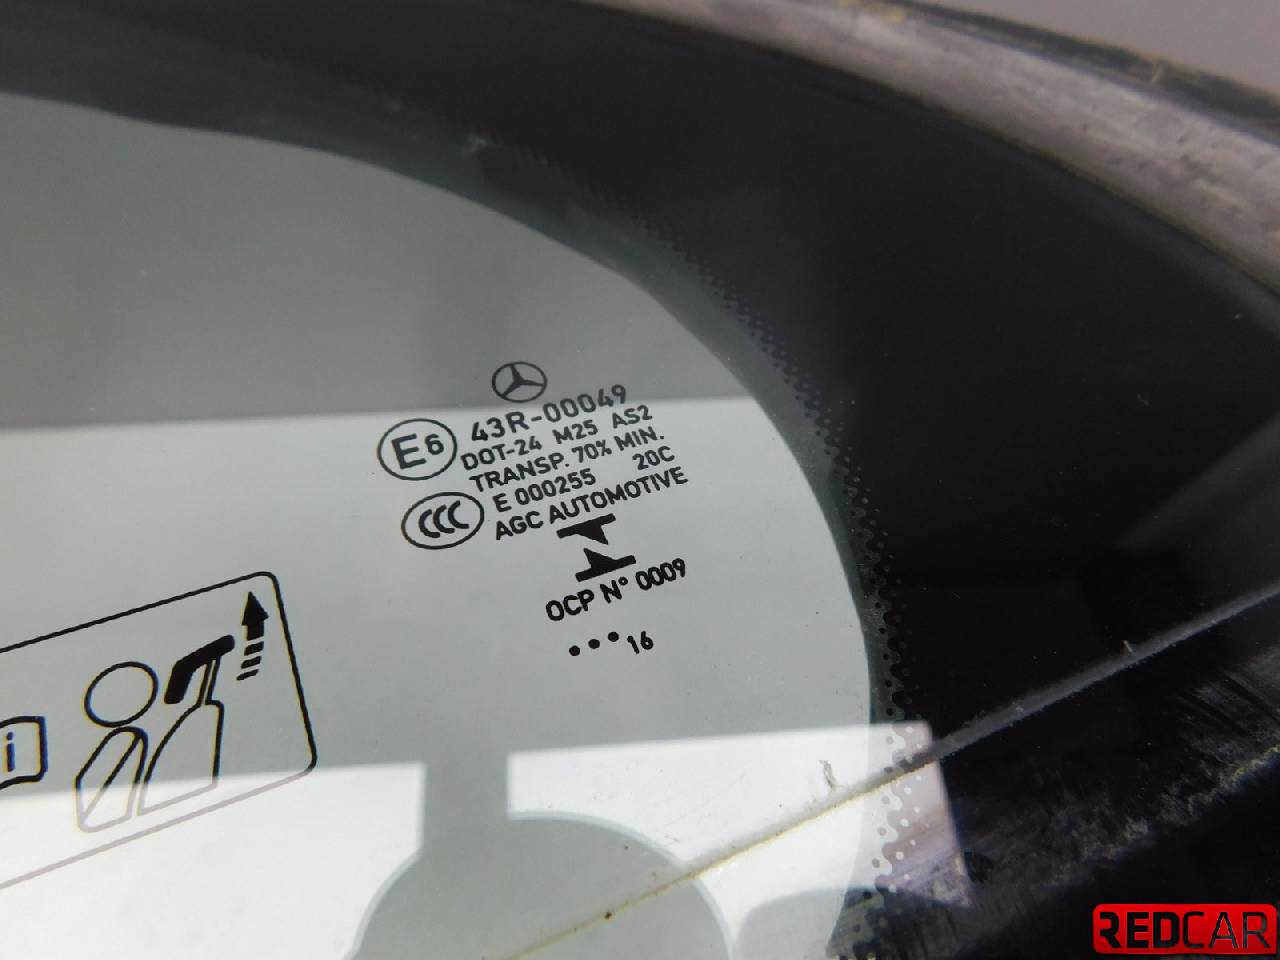 43R-00049
E6
DOT-24 M25 AS2
TRANSP. 70% MIN.
E 000255 20C
CCC
AGC AUTOMOTIVE
OCP N° 0009
••• 16
i
REDCAR